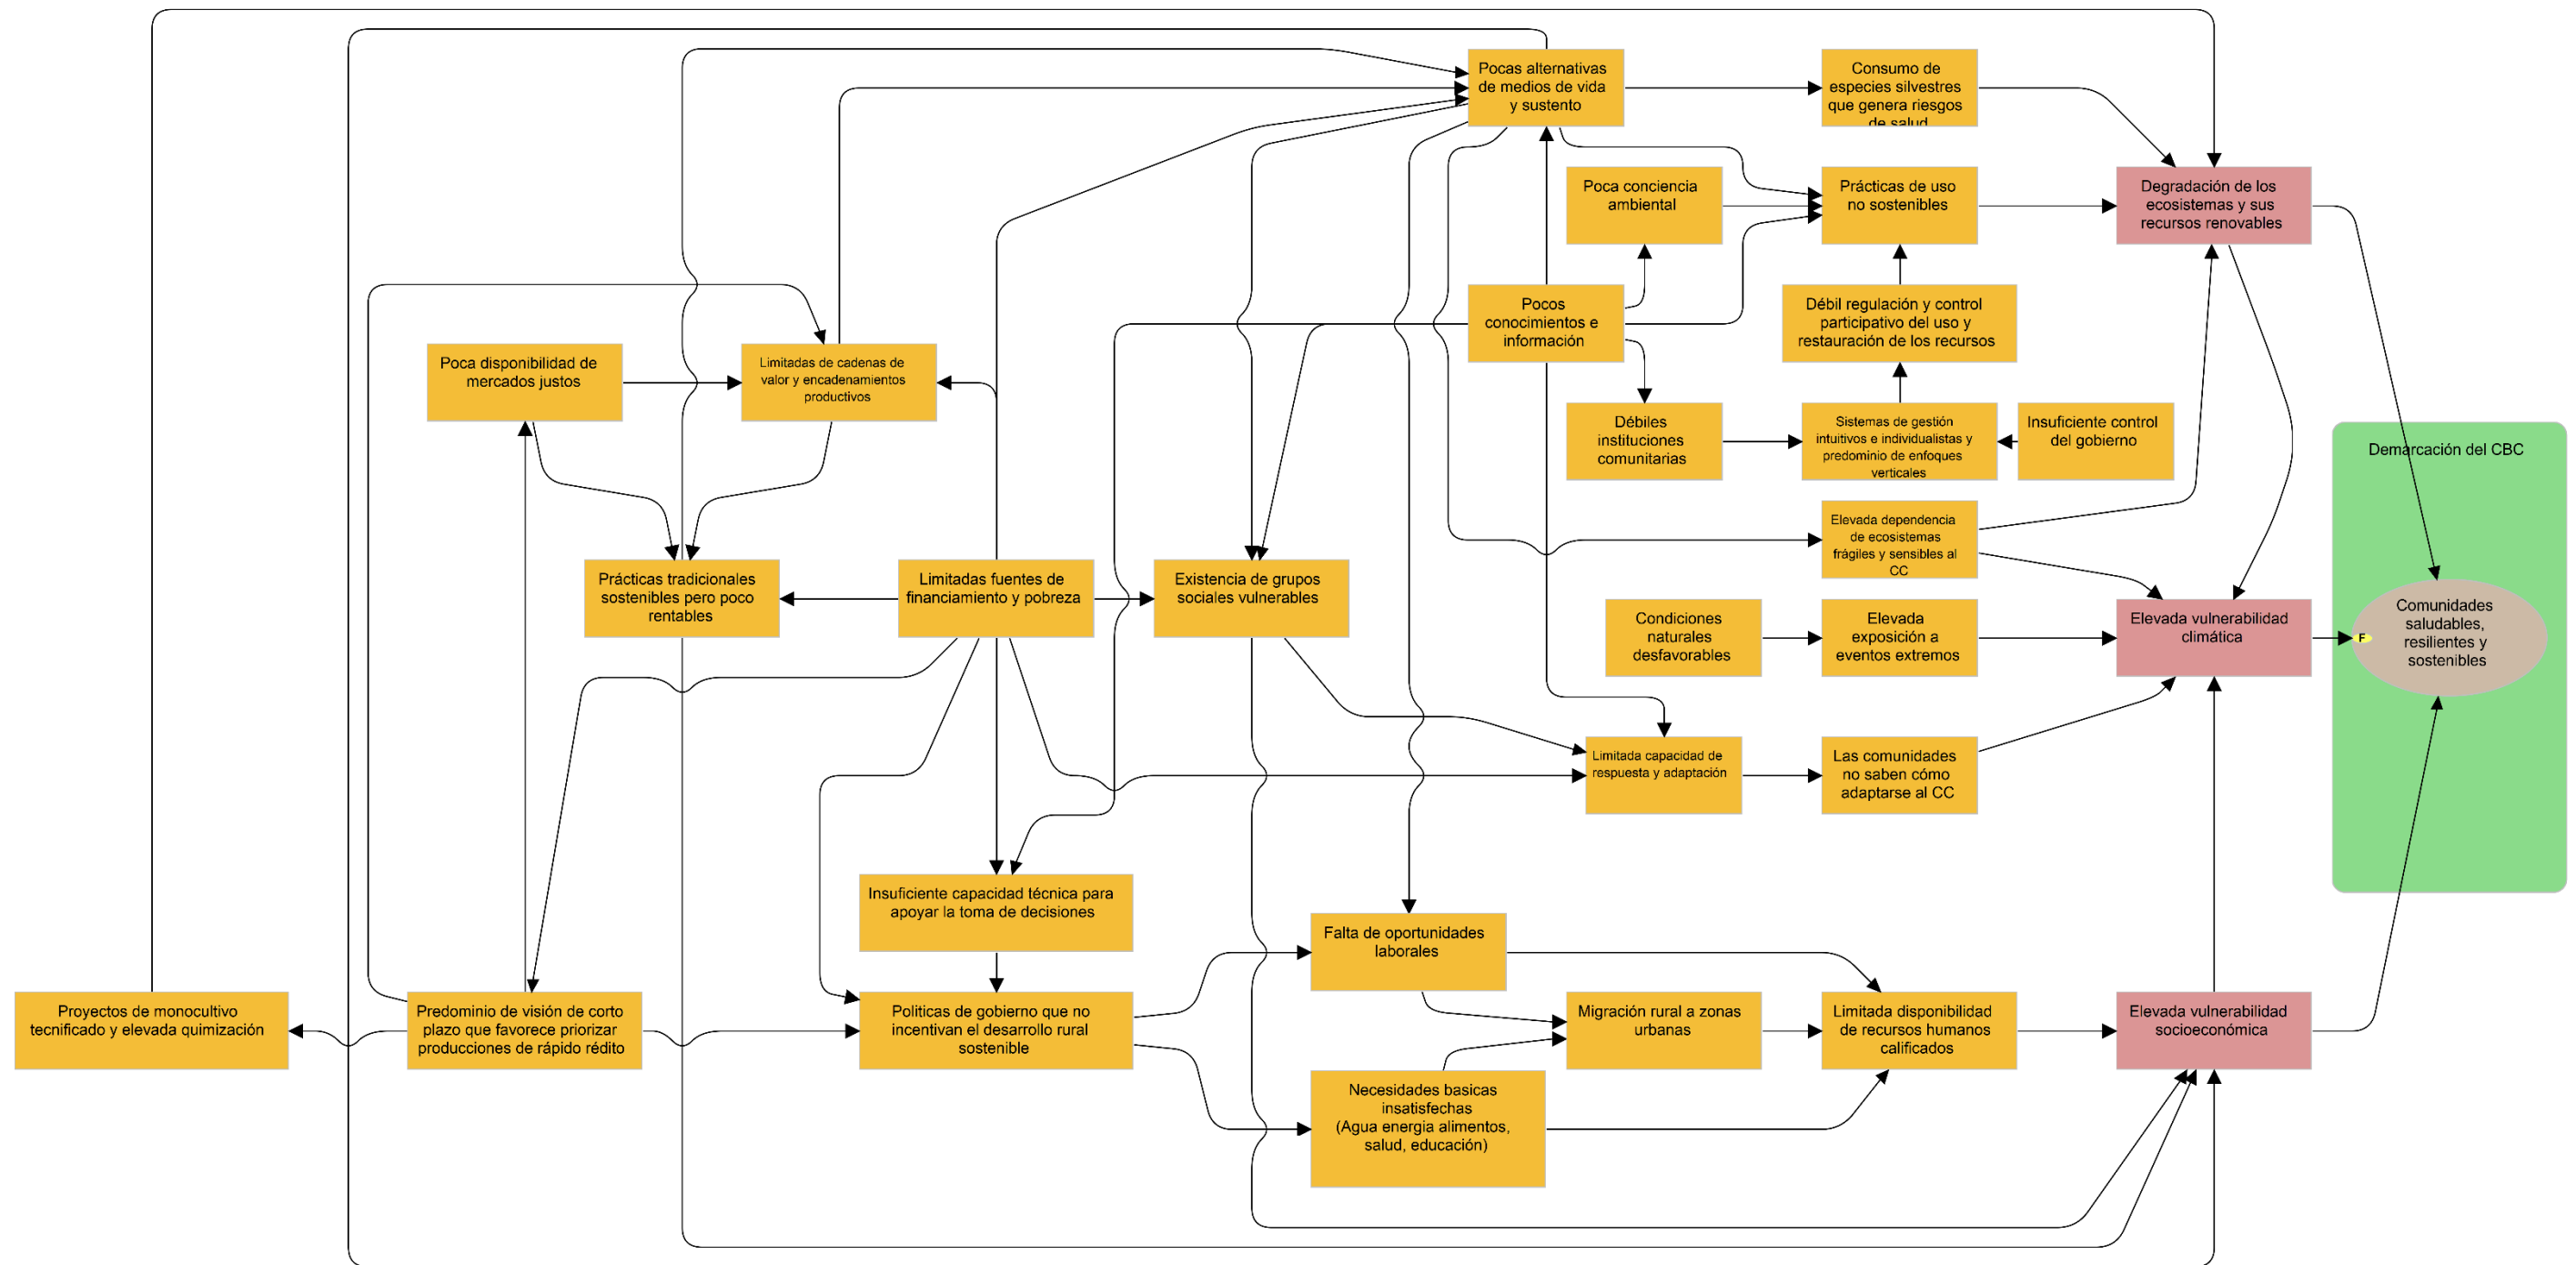 Pocas alternativas
de medios de vida
y sustento
Consumo de
especies silvestres
que genera riesgos
de salud
Poca conciencia
ambiental
Prácticas de uso
no sostenibles
Degradación de los
ecosistemas y sus
recursos renovables
Pocos
conocimientos e
información
Débil regulación y control
participativo del uso y
restauración de los recursos
Poca disponibilidad de
mercados justos
Limitadas de cadenas de
valor y encadenamientos
productivos
Débiles
instituciones
comunitarias
Sistemas de gestión
intuitivos e individualistas y
predominio de enfoques
verticales
Insuficiente control
del gobierno
Demarcación del CBC
Elevada dependencia
de ecosistemas
frágiles y sensibles al
CC
Prácticas tradicionales
sostenibles pero poco
rentables
Limitadas fuentes de
financiamiento y pobreza
Existencia de grupos
sociales vulnerables
Condiciones
naturales
desfavorables
Elevada
exposición a
eventos extremos
Elevada vulnerabilidad
climática
F
Comunidades
saludables,
resilientes y
sostenibles
Limitada capacidad de
respuesta y adaptación
Las comunidades
no saben cómo
adaptarse al CC
Insuficiente capacidad técnica para
apoyar la toma de decisiones
Falta de oportunidades
laborales
Proyectos de monocultivo
tecnificado y elevada quimización
Predominio de visión de corto
plazo que favorece priorizar
producciones de rápido rédito
Politicas de gobierno que no
incentivan el desarrollo rural
sostenible
Migración rural a zonas
urbanas
Limitada disponibilidad
de recursos humanos
calificados
Elevada vulnerabilidad
socioeconómica
Necesidades basicas
insatisfechas
(Agua energia alimentos,
salud, educación)